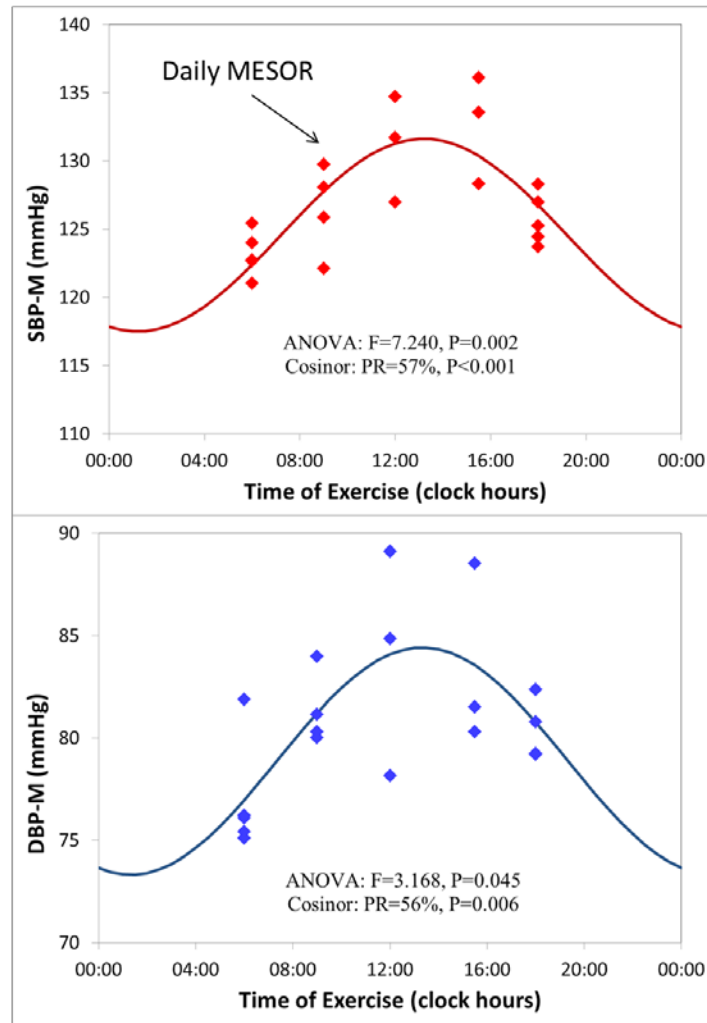 140
135
130
125
120
115
110
SBP-M (mmHg)
Daily MESOR
ANOVA: F=7.240, P=0.002
Cosinor: PR=57%, P<0.001
00:00 04:00 08:00 12:00 16:00 20:00 00:00
Time of Exercise (clock hours)
90
85
80
75
70
DBP-M (mmHg)
ANOVA: F=3.168, P=0.045
Cosinor: PR=56%, P=0.006
00:00 04:00 08:00 12:00 16:00 20:00 00:00
Time of Exercise (clock hours)